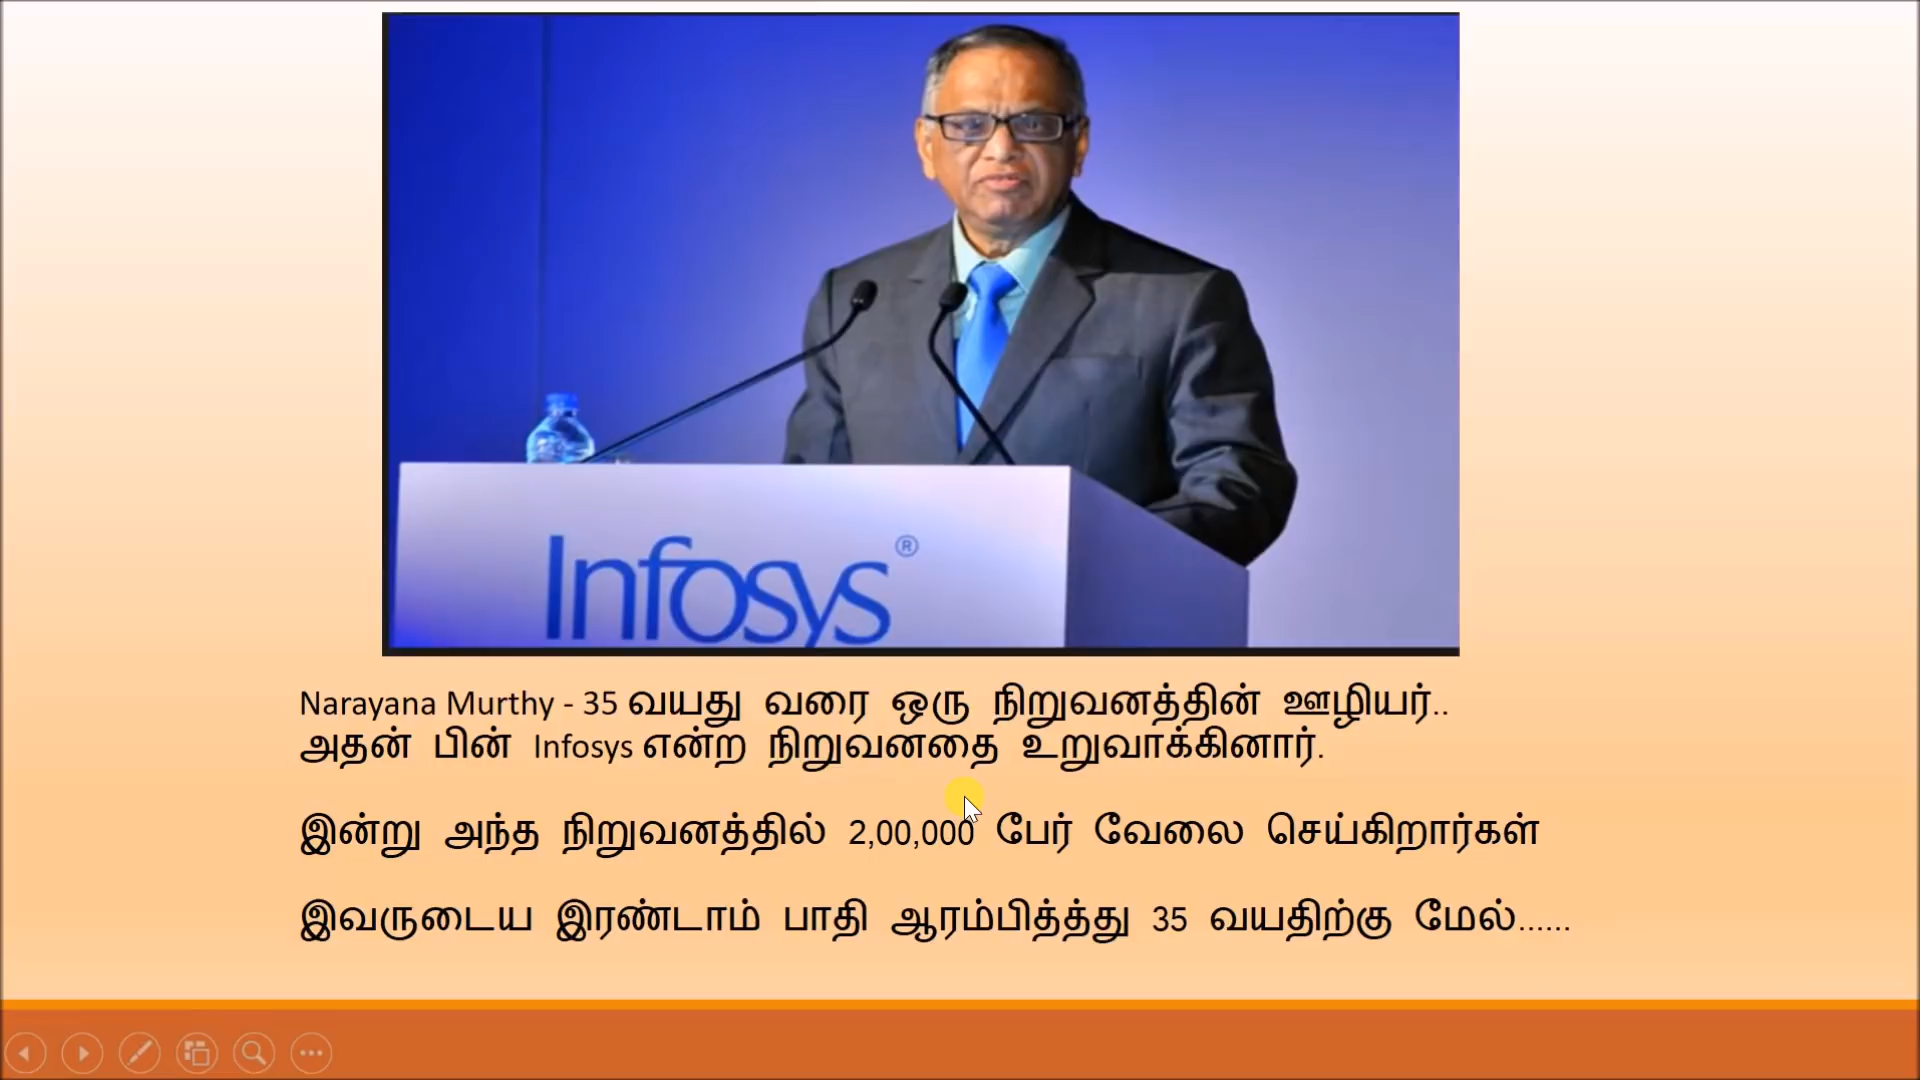 Infosys ®
Narayana Murthy - 35 வயது வரை ஒரு நிறுவனத்தின் ஊழியர்..
அதன் பின் Infosys என்ற நிறுவனதை உறுவாக்கினார்.
இன்று அந்த நிறுவனத்தில் 2,00,000 பேர் வேலை செய்கிறார்கள்
இவருடைய இரண்டாம் பாதி ஆரம்பித்த்து 35 வயதிற்கு மேல்......